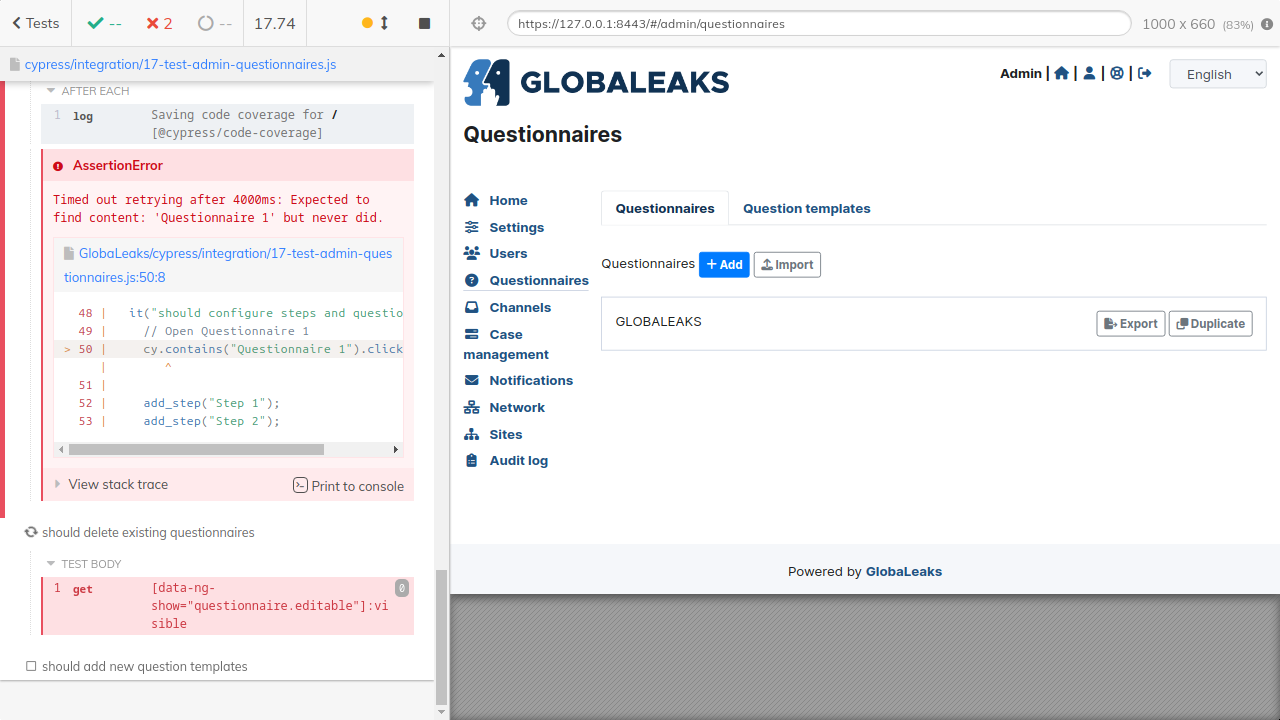 Tests
--
2
--
17.74
cypress/integration/17-test-admin-questionnaires.js
AFTER EACH
1 log Saving code coverage for /
[@cypress/code-coverage]
AssertionError
Timed out retrying after 4000ms: Expected to
find content: 'Questionnaire 1' but never did.
GlobaLeaks/cypress/integration/17-test-admin-ques
tionnaires.js:50:8
48 | it("should configure steps and questio
49 | // Open Questionnaire 1
> 50 | cy.contains("Questionnaire 1").click
| ^
51 |
52 | add_step("Step 1");
53 | add_step("Step 2");
View stack trace
Print to console
should delete existing questionnaires
TEST BODY
1 get [data-ng-
show="questionnaire.editable"]:vi
sible
0
should add new question templates
https://127.0.0.1:8443/#/admin/questionnaires
1000 x 660 (83%)
GLOBALEAKS
Admin | | | |
English
Questionnaires
Home
Settings
Users
Questionnaires
Channels
Case
management
Notifications
Network
Sites
Audit log
Questionnaires
Question templates
Questionnaires
Add
Import
GLOBALEAKS
Export
Duplicate
Powered by GlobaLeaks